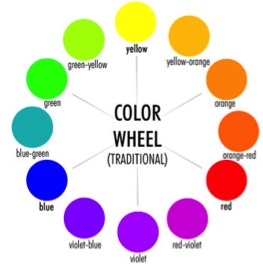 yellow
green-yellow
yellow-orange
green
orange
COLOR
WHEEL
(TRADITIONAL)
blue-green
orange-red
blue
red
violet-blue
red-violet
violet